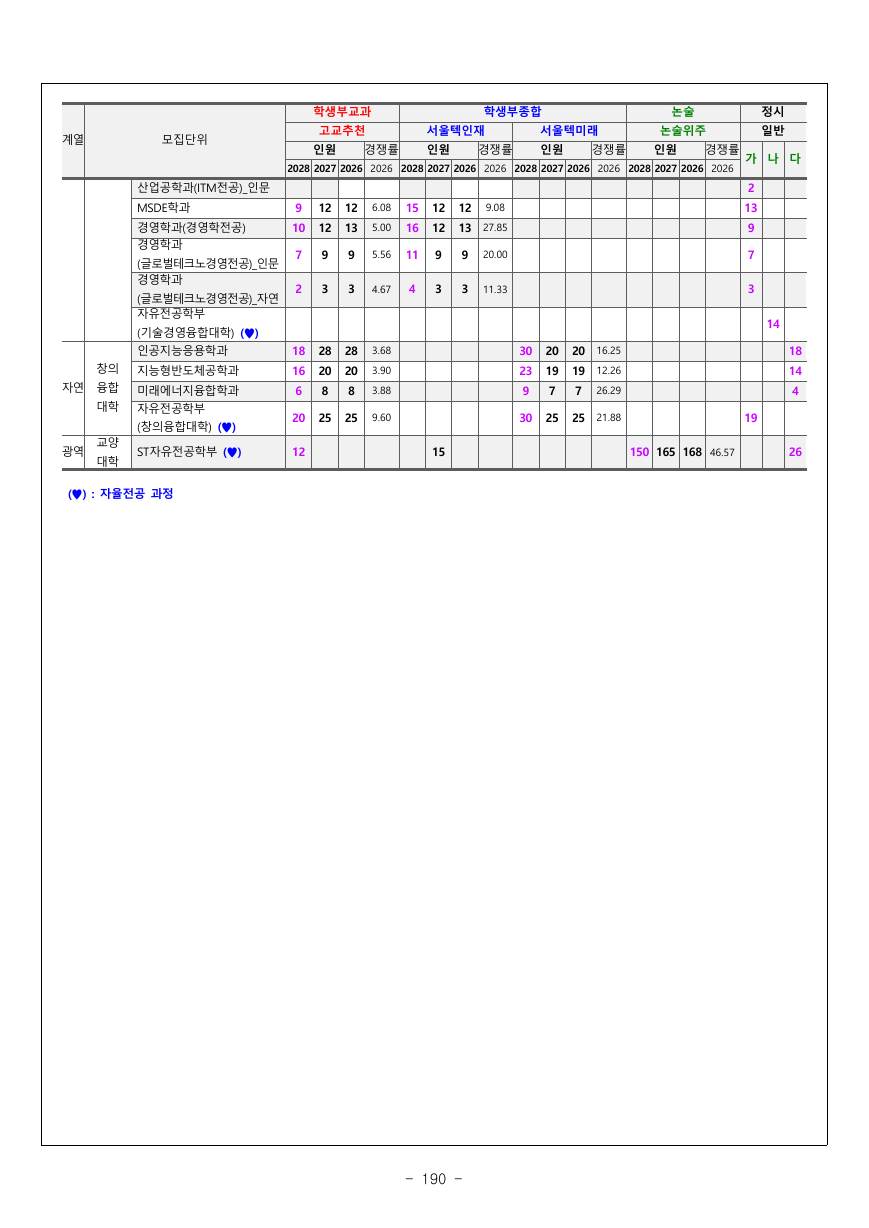 계열 모집단위 학생부교과 학생부종합 논술 정시
고교추천 서울텍인재 서울텍미래 논술위주 일반
인원 경쟁률 인원 경쟁률 인원 경쟁률 인원 경쟁률 가 나 다
2028 2027 2026 2026 2028 2027 2026 2026 2028 2027 2026 2026 2028 2027 2026 2026
산업공학과(ITM전공)_인문 2
MSDE학과 9 12 12 6.08 15 12 12 9.08 13
경영학과(경영학전공) 10 12 13 5.00 16 12 13 27.85 9
경영학과
(글로벌테크노경영전공)_인문 7 9 9 5.56 11 9 9 20.00 7
경영학과
(글로벌테크노경영전공)_자연 2 3 3 4.67 4 3 3 11.33 3
자유전공학부
(기술경영융합대학) (♥) 14
자연 창의
융합
대학
인공지능응용학과 18 28 28 3.68 30 20 20 16.25 18
지능형반도체공학과 16 20 20 3.90 23 19 19 12.26 14
미래에너지융합학과 6 8 8 3.88 9 7 7 26.29 4
자유전공학부
(창의융합대학) (♥) 20 25 25 9.60 30 25 25 21.88 19
광역 교양
대학
ST자유전공학부 (♥) 12 15 150 165 168 46.57 26
(♥) : 자율전공 과정
- 190 -